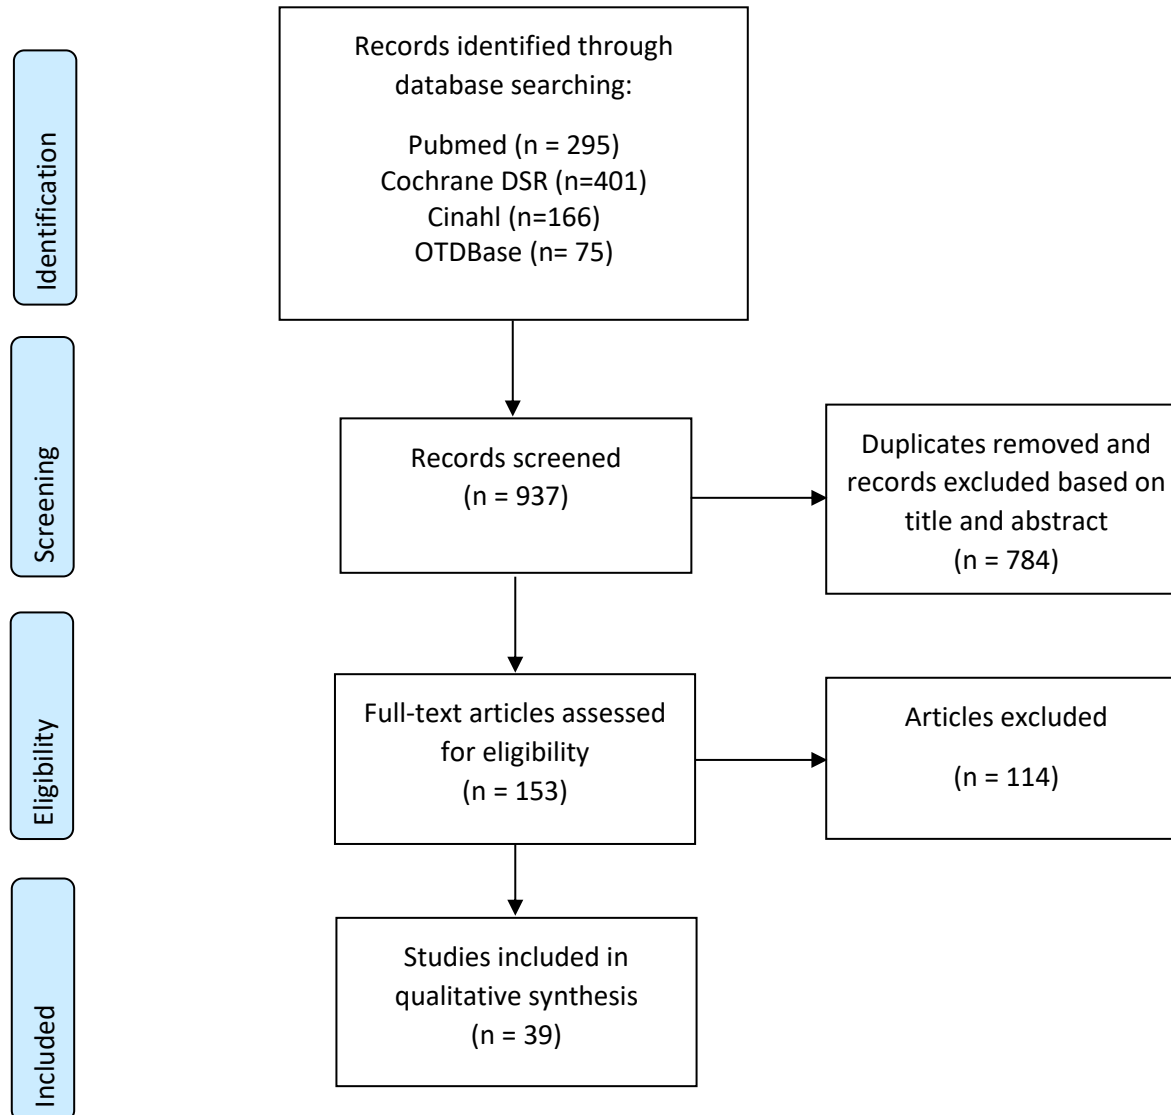 Identification
Records identified through
database searching:
Pubmed (n = 295)
Cochrane DSR (n=401)
Cinahl (n=166)
OTDBase (n= 75)
Screening
Records screened
(n = 937)
Duplicates removed and
records excluded based on
title and abstract
(n = 784)
Eligibility
Full-text articles assessed
for eligibility
(n = 153)
Articles excluded
(n = 114)
Included
Studies included in
qualitative synthesis
(n = 39)